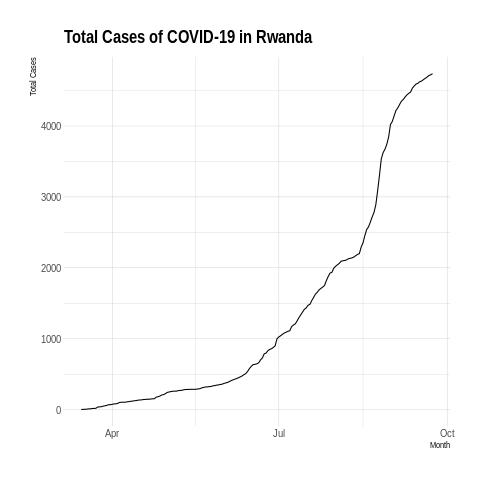 Total Cases of COVID-19 in Rwanda
Total Cases
4000
3000
2000
1000
0
Apr
Jul
Oct
Month